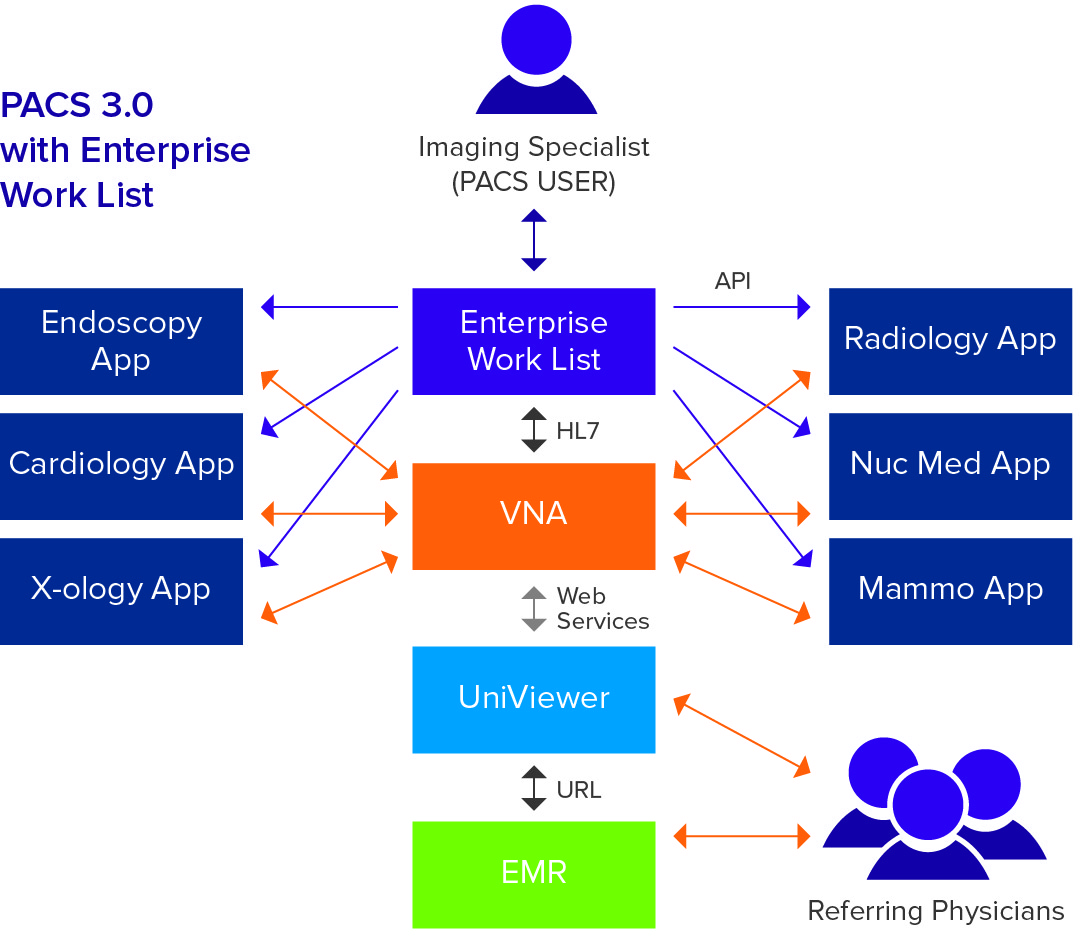 PACS 3.0
with Enterprise
Work List
Imaging Specialist
(PACS USER)
API
Endoscopy
App
Enterprise
Work List
Radiology App
HL7
Cardiology App
VNA
Nuc Med App
X-ology App
Web
Services
Mammo App
UniViewer
URL
EMR
Referring Physicians